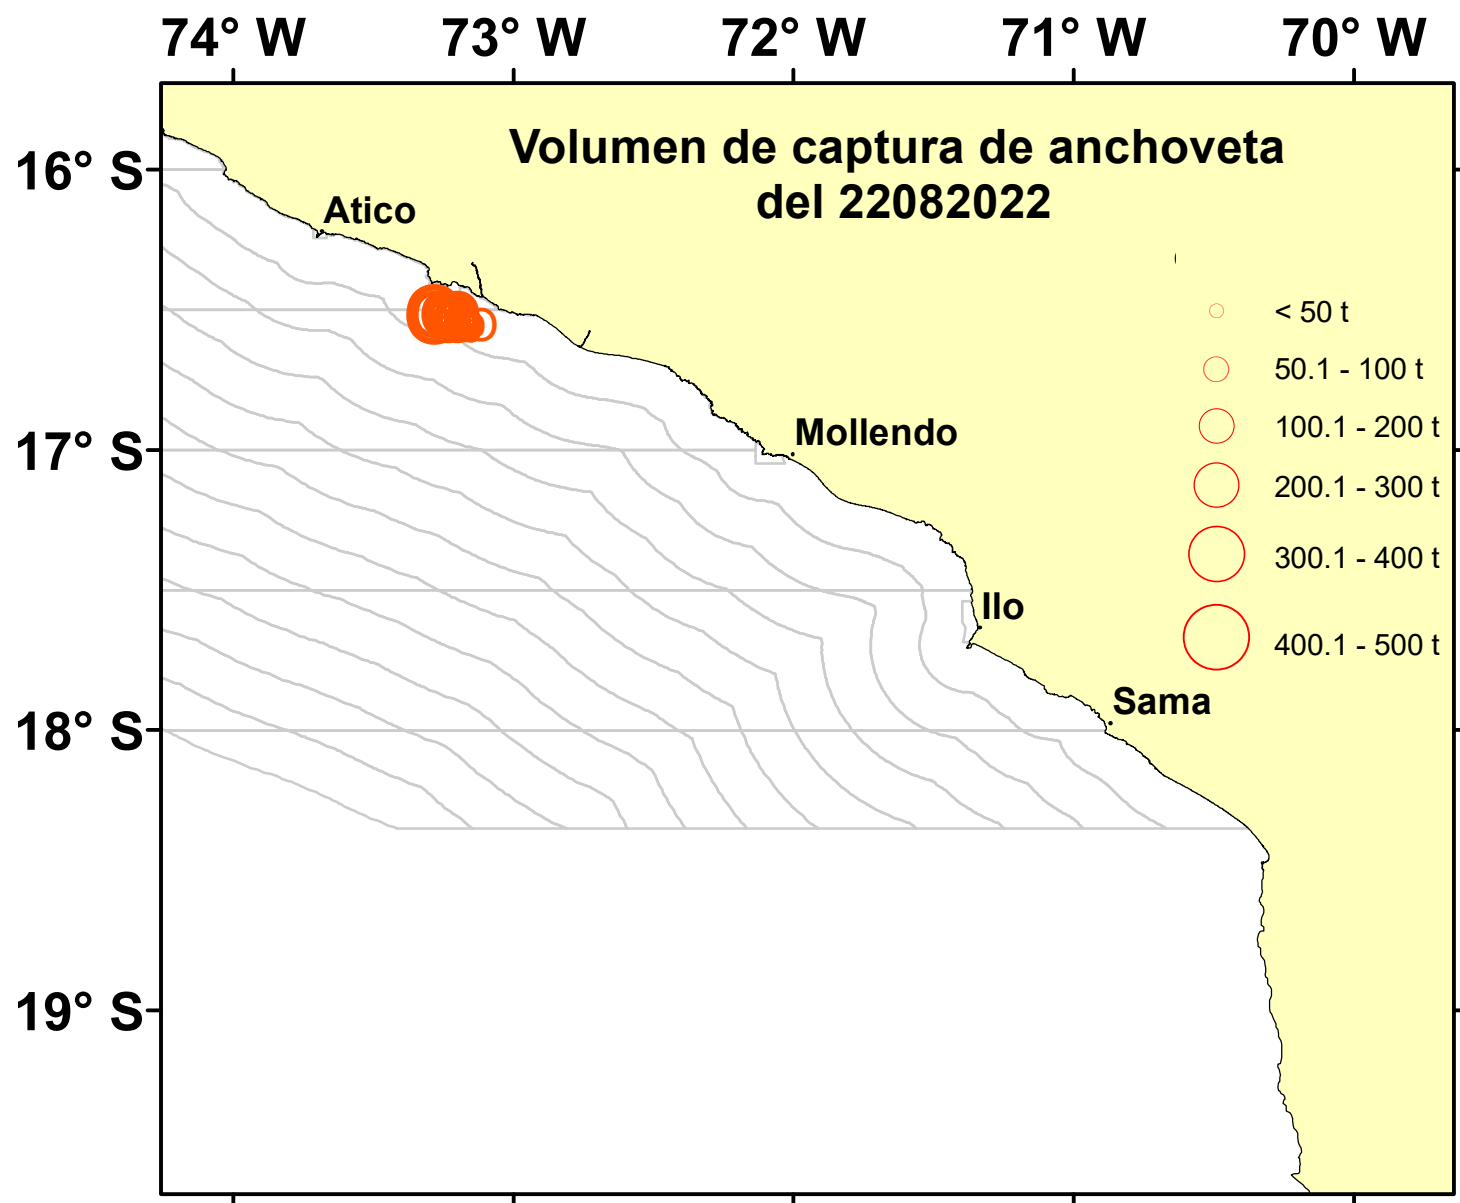 74° W 73° W 72° W 71° W 70° W
Volumen de captura de anchoveta
del 22082022
16° S
Atico
< 50 t
50.1 - 100 t
100.1 - 200 t
Mollendo
17° S
200.1 - 300 t
300.1 - 400 t
Ilo
400.1 - 500 t
Sama
18° S
19° S